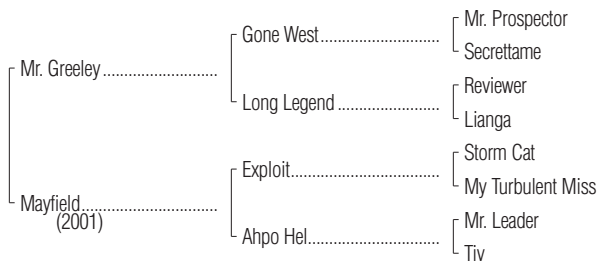 Mr. Prospector
Gone West
Secrettame
Mr. Greeley
Reviewer
Long Legend
Lianga
Storm Cat
Exploit
My Turbulent Miss
Mayfield
(2001)
Mr. Leader
Ahpo Hel
Tiy